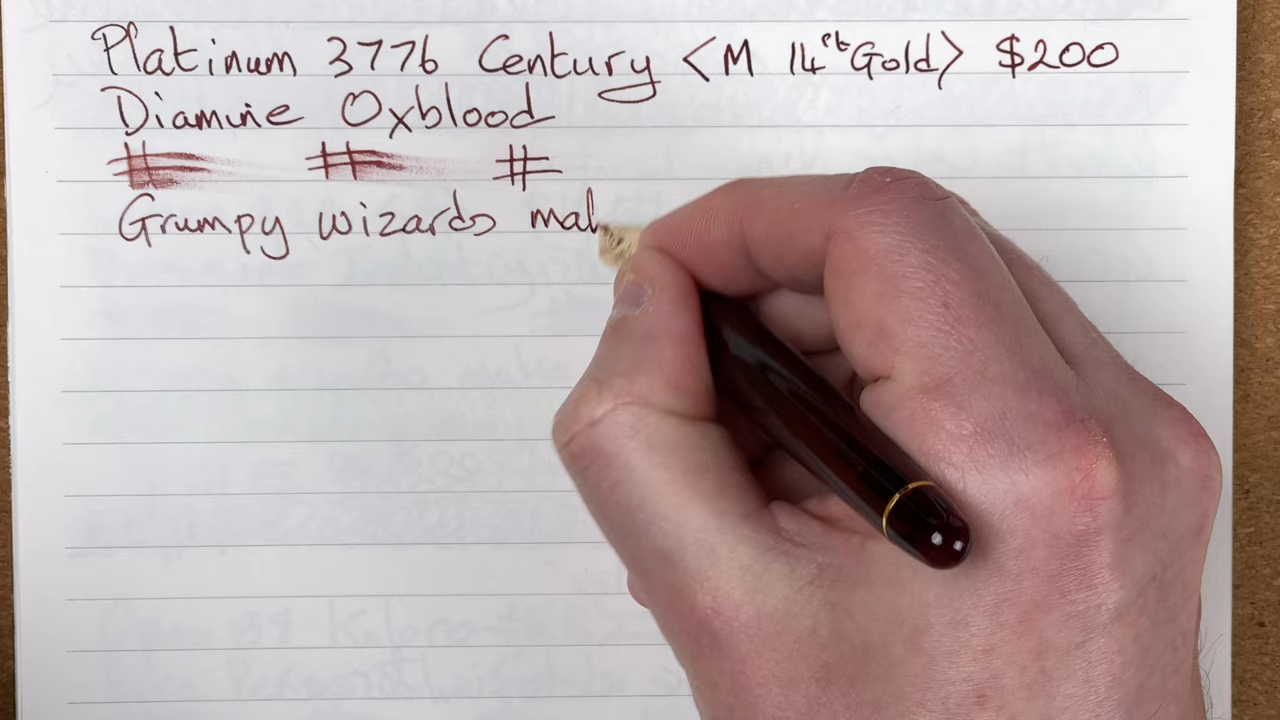 Platinum 3776 Century <M 14ct Gold> $200
Diamine Oxblood
# # #
Grumpy wizards mak